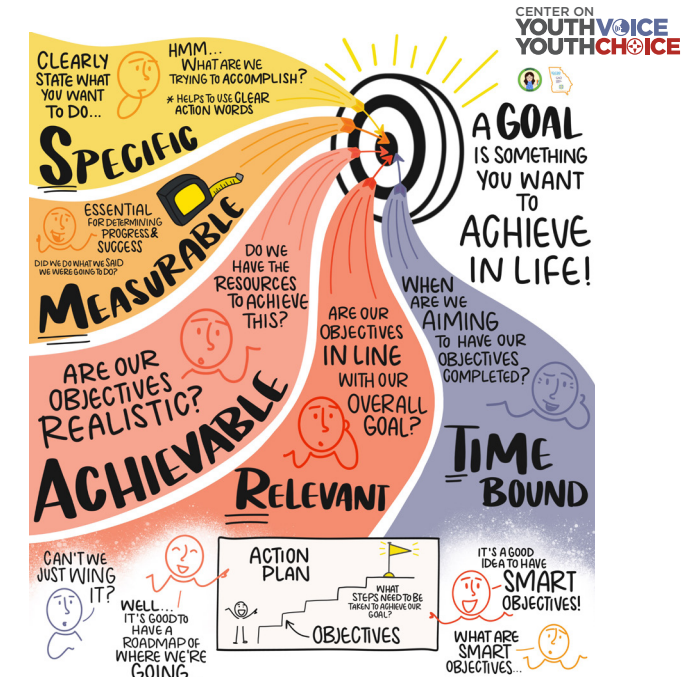 CENTER ON
YOUTHVOICE
YOUTHCHOICE
CLEARLY
STATE WHAT
YOU WANT
TO DO...
HMM...
WHAT ARE WE
TRYING TO ACCOMPLISH?
* HELPS TO USE CLEAR
ACTION WORDS
SPECIFIC
A GOAL
IS SOMETHING
YOU WANT
TO
ACHIEVE
IN LIFE!
ESSENTIAL
FOR DETERMINING
PROGRESS &
SUCCESS
DID WE DO WHAT WE SAID
WE WERE GOING TO DO?
MEASURABLE
DO WE
HAVE THE
RESOURCES
TO ACHIEVE
THIS?
ARE OUR
OBJECTIVES
REALISTIC?
ACHIEVABLE
ARE OUR
OBJECTIVES
IN LINE
WITH OUR
OVERALL
GOAL?
RELEVANT
WHEN
ARE WE
AIMING
TO HAVE OUR
OBJECTIVES
COMPLETED?
TIME
BOUND
CAN'T WE
JUST WING
IT?
WELL...
IT'S GOOD TO
HAVE A
ROADMAP OF
WHERE WE'RE
GOING
ACTION
PLAN
WHAT
STEPS NEED TO BE
TAKEN TO ACHIEVE OUR
GOAL?
OBJECTIVES
IT'S A GOOD
IDEA TO HAVE
SMART
OBJECTIVES!
WHAT ARE
SMART
OBJECTIVES...